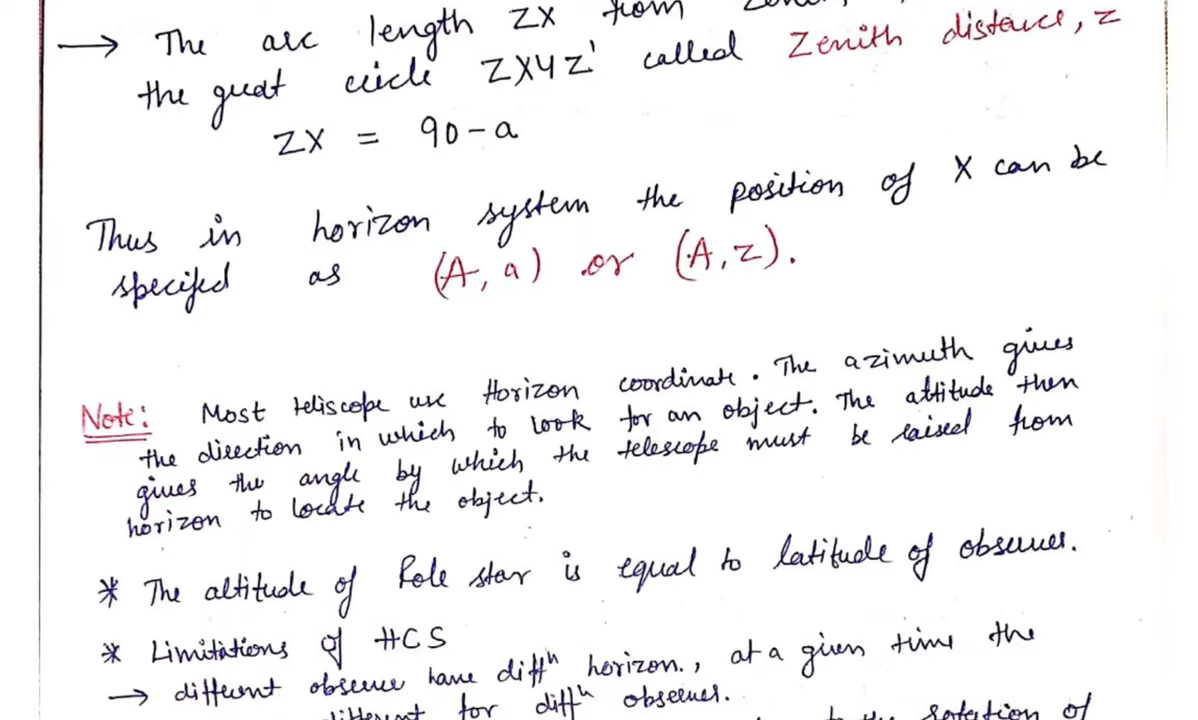 → The arc length ZX from
the great circle ZXYZ' called Zenith distance, z
ZX = 90-a
Thus in horizon system the position of X can be
specified as (A, a) or (A, z).
Note: Most teliscope use Horizon coordinate. The azimuth gives
the direction in which to look for an object. The altitude then
gives the angle by which the telescope must be raised from
horizon to locate the object.
* The altitude of Pole star is equal to latitude of observer.
* Limitations of HCS
→ different observe have diffn horizon., at a given time the
different for diffn observer.
rotation of